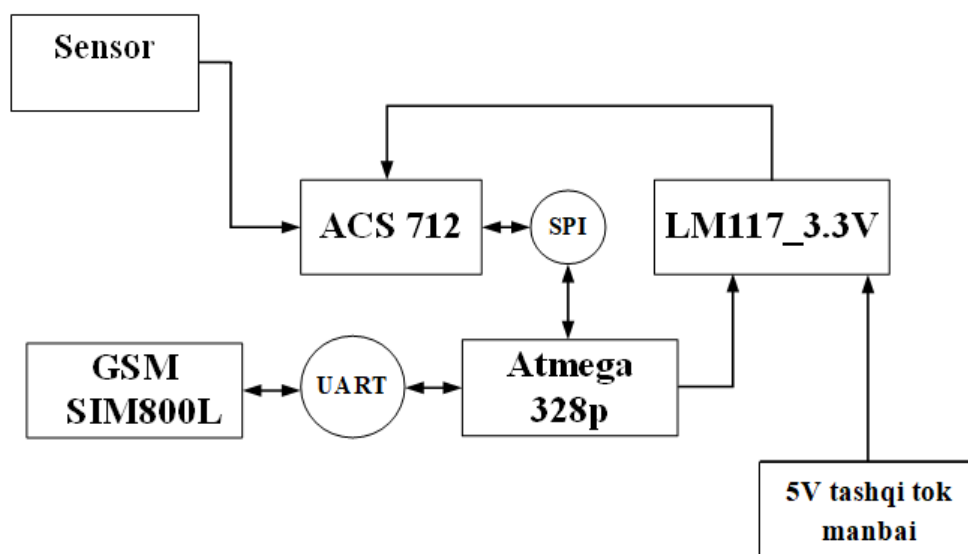 Sensor
ACS 712
SPI
LM117_3.3V
GSM
SIM800L
UART
Atmega
328p
5V tashqi tok
manbai